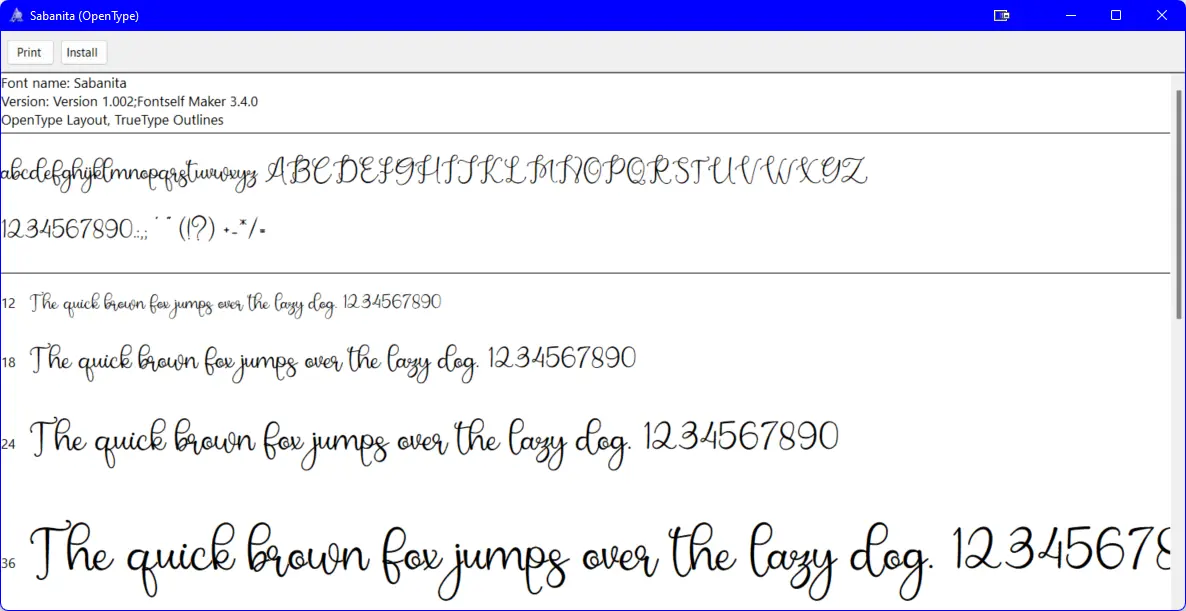 Sabanita (OpenType)
Print Install
Font name: Sabanita
Version: Version 1.002;Fontself Maker 3.4.0
OpenType Layout, TrueType Outlines
abcdefghijklmnopqrstuvwxyz ABCDEFGHIJKLMNOPQRSTUVWXYZ
1234567890.:,; ' " (!?) +-*/=
12 The quick brown fox jumps over the lazy dog. 1234567890
18 The quick brown fox jumps over the lazy dog. 1234567890
24 The quick brown fox jumps over the lazy dog. 1234567890
36 The quick brown fox jumps over the lazy dog. 12345678